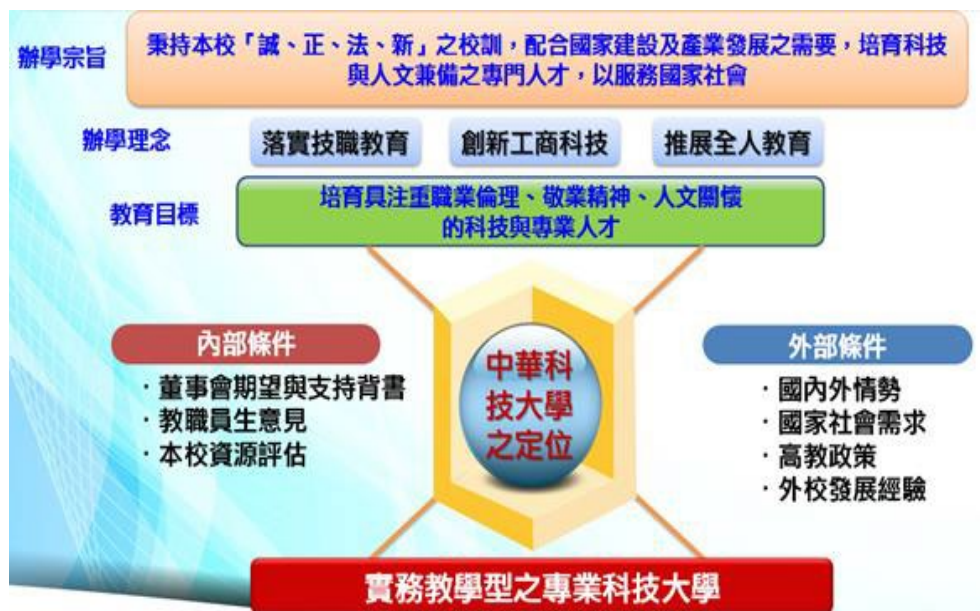 辦學宗旨
秉持本校「誠、正、法、新」之校訓，配合國家建設及產業發展之需要，培育科技
與人文兼備之專門人才，以服務國家社會
辦學理念
落實技職教育
創新工商科技
推展全人教育
教育目標
培育具注重職業倫理、敬業精神、人文關懷
的科技與專業人才
內部條件
·董事會期望與支持背書
·教職員生意見
·本校資源評估
中華科
技大學
之定位
外部條件
·國內外情勢
·國家社會需求
·高教政策
·外校發展經驗
實務教學型之專業科技大學